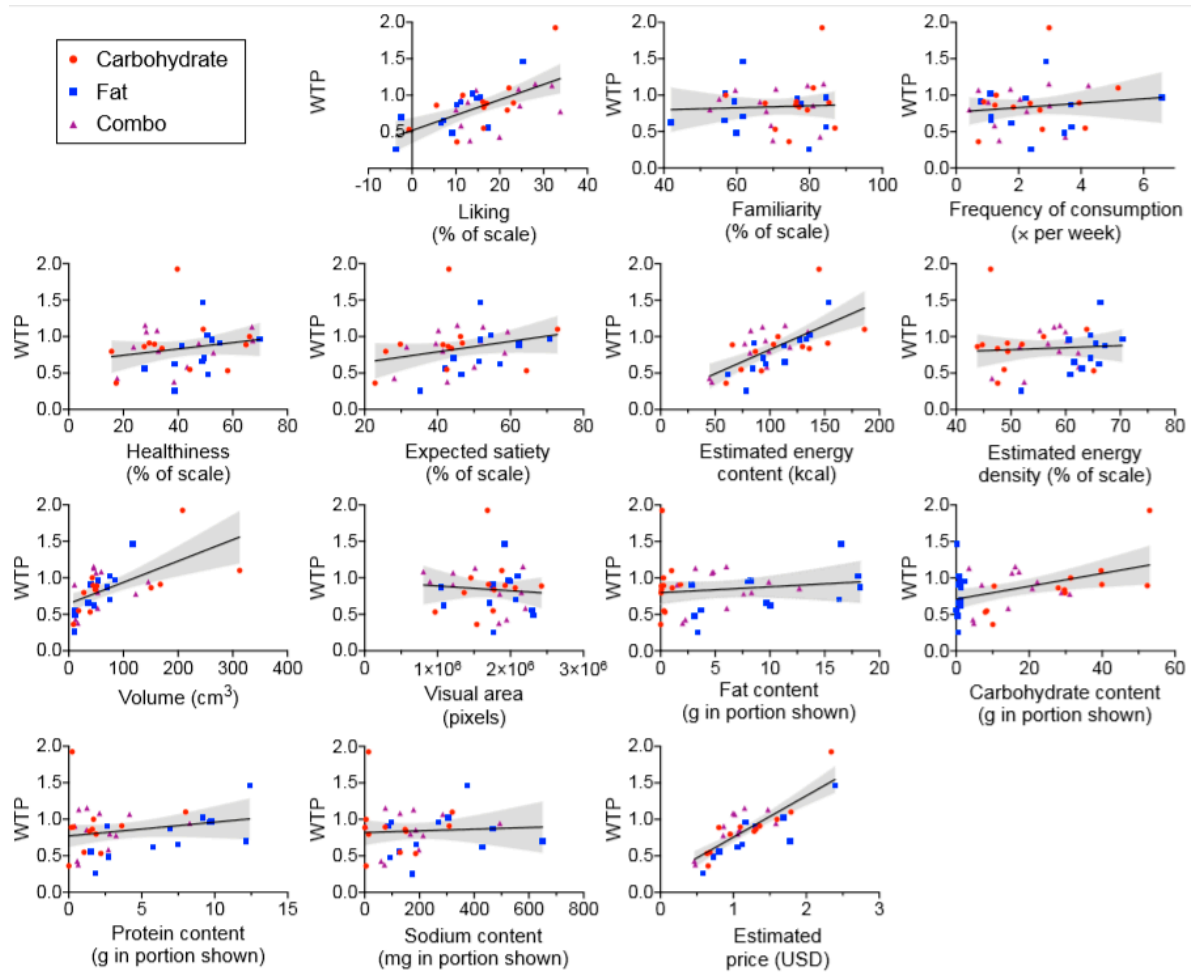 Carbohydrate
Fat
Combo
WTP
2.0
1.5
1.0
0.5
0.0
-10 0 10 20 30 40
Liking
(% of scale)
WTP
2.0
1.5
1.0
0.5
0.0
40 60 80 100
Familiarity
(% of scale)
WTP
2.0
1.5
1.0
0.5
0.0
0 2 4 6
Frequency of consumption
(× per week)
WTP
2.0
1.5
1.0
0.5
0.0
0 20 40 60 80
Healthiness
(% of scale)
WTP
2.0
1.5
1.0
0.5
0.0
20 40 60 80
Expected satiety
(% of scale)
WTP
2.0
1.5
1.0
0.5
0.0
0 50 100 150 200
Estimated energy
content (kcal)
WTP
2.0
1.5
1.0
0.5
0.0
40 50 60 70 80
Estimated energy
density (% of scale)
WTP
2.0
1.5
1.0
0.5
0.0
0 100 200 300 400
Volume (cm³)
WTP
2.0
1.5
1.0
0.5
0.0
0 1×10⁶ 2×10⁶ 3×10⁶
Visual area
(pixels)
WTP
2.0
1.5
1.0
0.5
0.0
0 5 10 15 20
Fat content
(g in portion shown)
WTP
2.0
1.5
1.0
0.5
0.0
0 20 40 60
Carbohydrate content
(g in portion shown)
WTP
2.0
1.5
1.0
0.5
0.0
0 5 10 15
Protein content
(g in portion shown)
WTP
2.0
1.5
1.0
0.5
0.0
0 200 400 600 800
Sodium content
(mg in portion shown)
WTP
2.0
1.5
1.0
0.5
0.0
0 1 2 3
Estimated
price (USD)